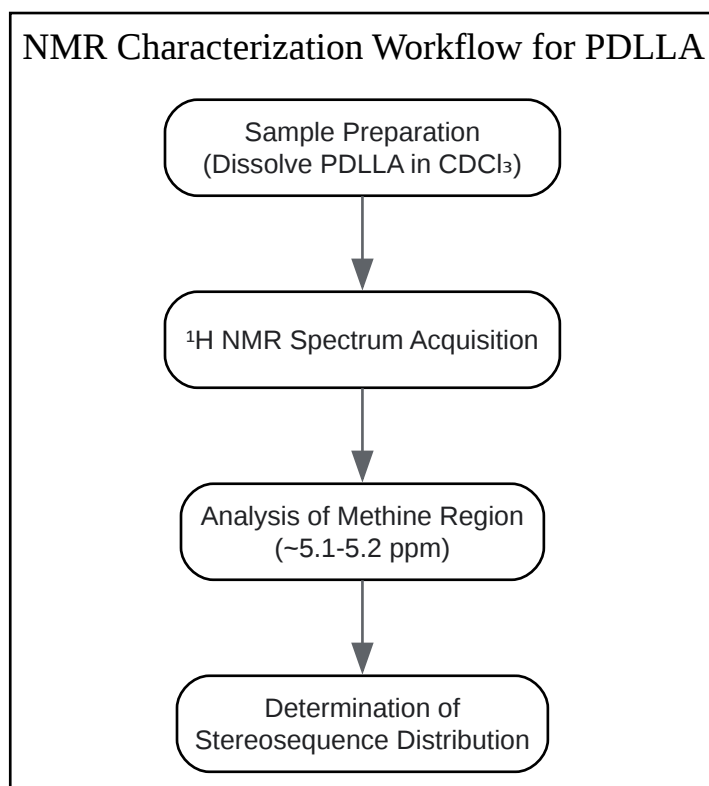 NMR Characterization Workflow for PDLLA
Sample Preparation
(Dissolve PDLLA in CDCl₃)
¹H NMR Spectrum Acquisition
Analysis of Methine Region
(~5.1-5.2 ppm)
Determination of
Stereosequence Distribution